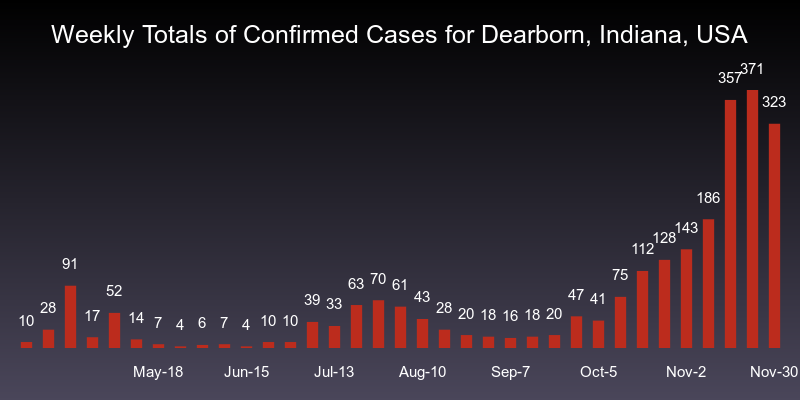 Weekly Totals of Confirmed Cases for Dearborn, Indiana, USA
10 28 91 17 52 14 7 4 6 7 4 10 10 39 33 63 70 61 43 28 20 18 16 18 20 47 41 75 112 128 143 186 357 371 323
May-18 Jun-15 Jul-13 Aug-10 Sep-7 Oct-5 Nov-2 Nov-30